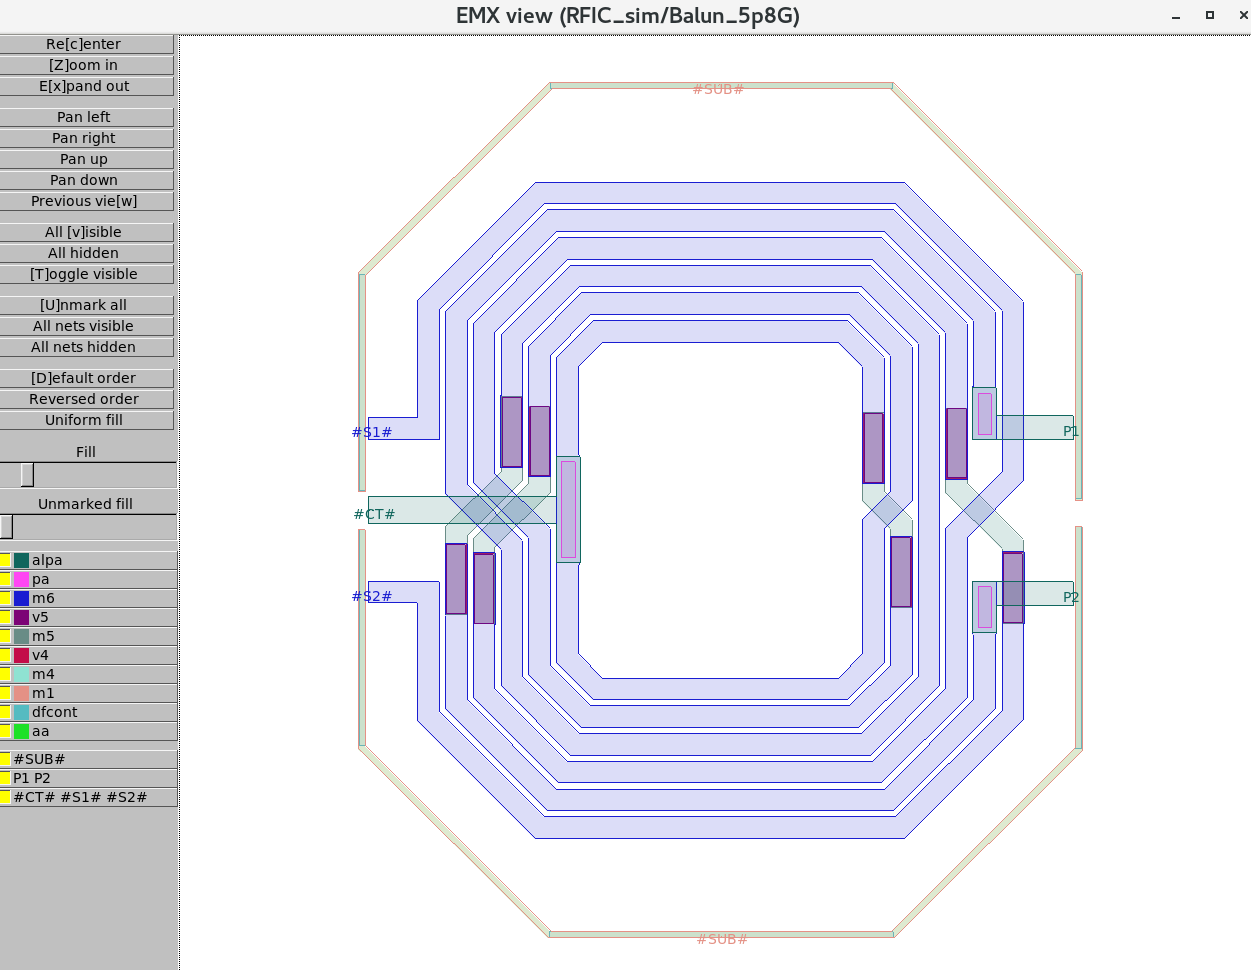 EMX view (RFIC_sim/Balun_5p8G)
Re[c]enter
[Z]oom in
E[x]pand out
Pan left
Pan right
Pan up
Pan down
Previous vie[w]
All [v]isible
All hidden
[T]oggle visible
[U]nmark all
All nets visible
All nets hidden
[D]efault order
Reversed order
Uniform fill
Fill
Unmarked fill
alpa
pa
m6
v5
m5
v4
m4
m1
dfcont
aa
#SUB#
P1 P2
#CT# #S1# #S2#
#SUB#
#S1#
P1
#CT#
#S2#
P2
#SUB#